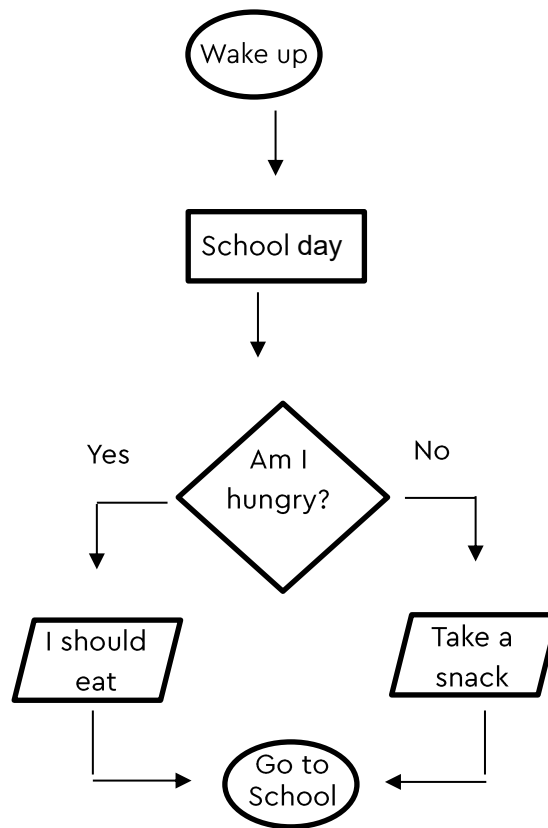 Wake up
School day
Am I
hungry?
Yes
No
I should
eat
Take a
snack
Go to
School